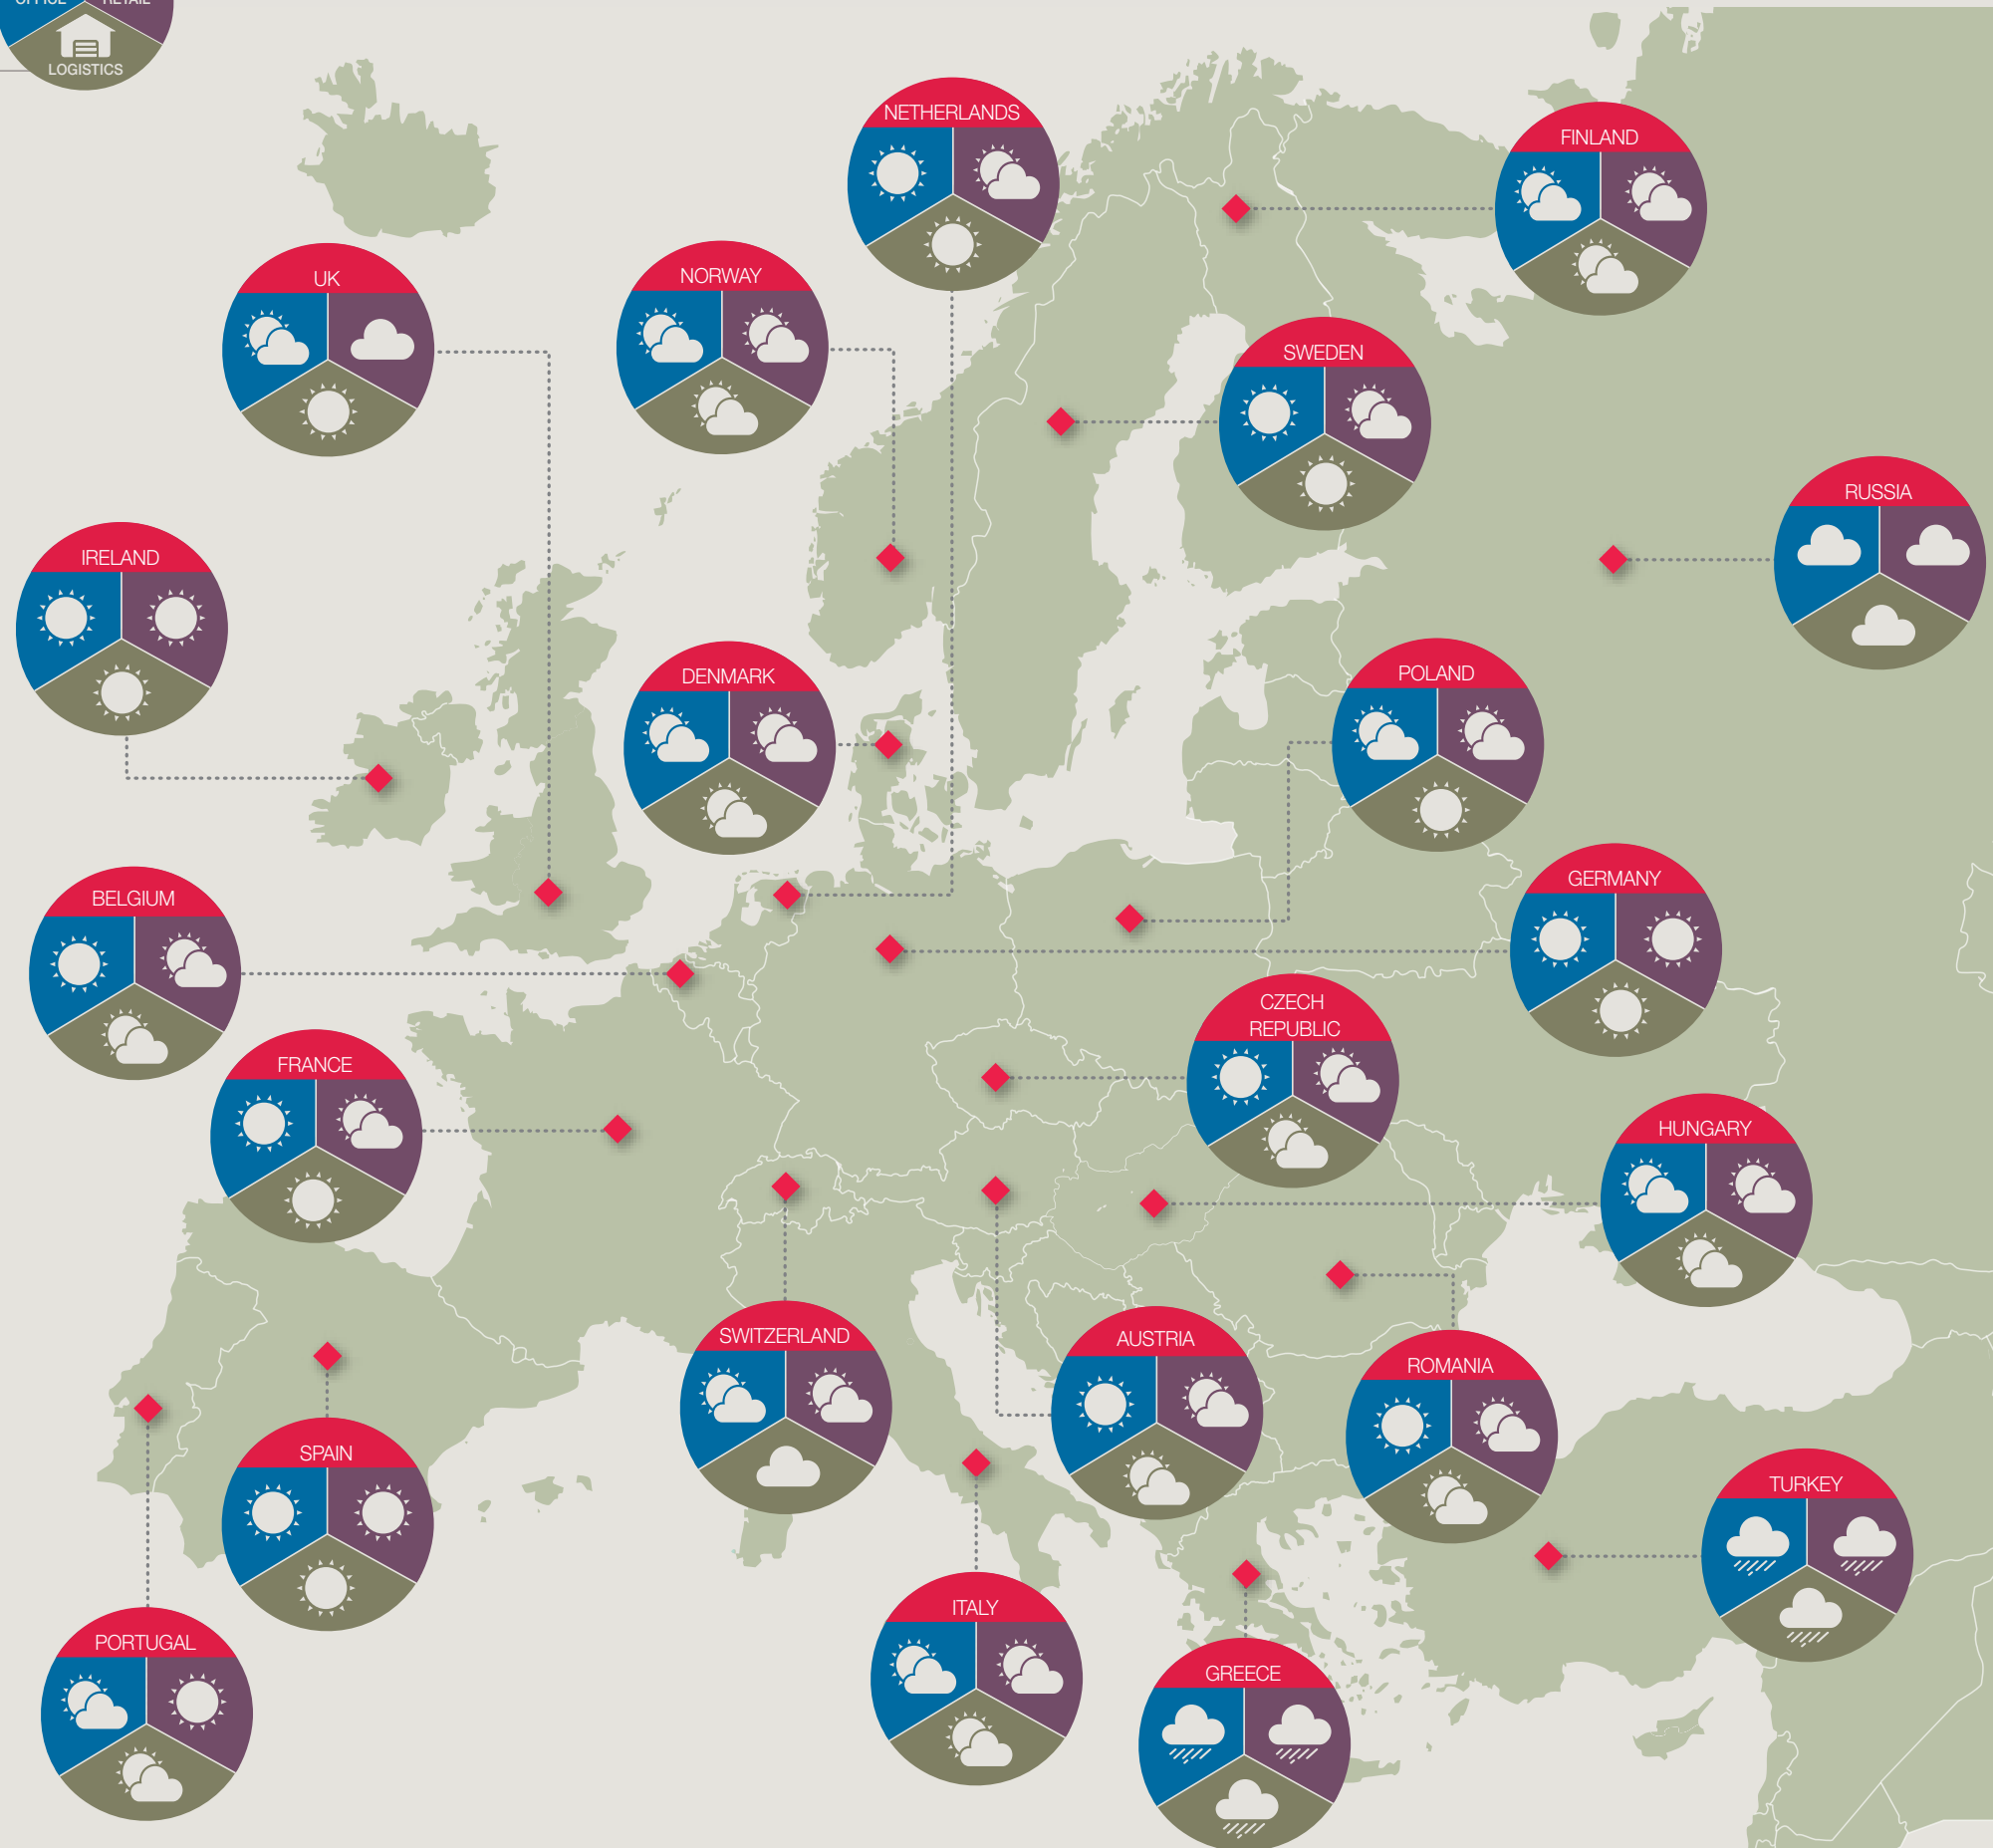 OFFICE RETAIL
LOGISTICS
NETHERLANDS
FINLAND
UK
NORWAY
SWEDEN
RUSSIA
IRELAND
DENMARK
POLAND
BELGIUM
GERMANY
CZECH
REPUBLIC
FRANCE
HUNGARY
SWITZERLAND
AUSTRIA
ROMANIA
SPAIN
TURKEY
ITALY
PORTUGAL
GREECE